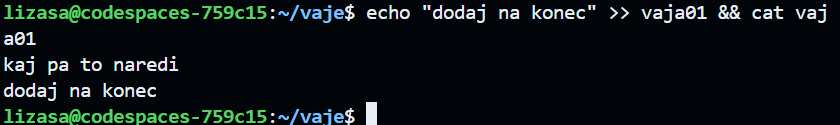 lizasa@codespaces-759c15:~/vaje$ echo "dodaj na konec" >> vaja01 && cat vaj
a01
kaj pa to naredi
dodaj na konec
lizasa@codespaces-759c15:~/vaje$